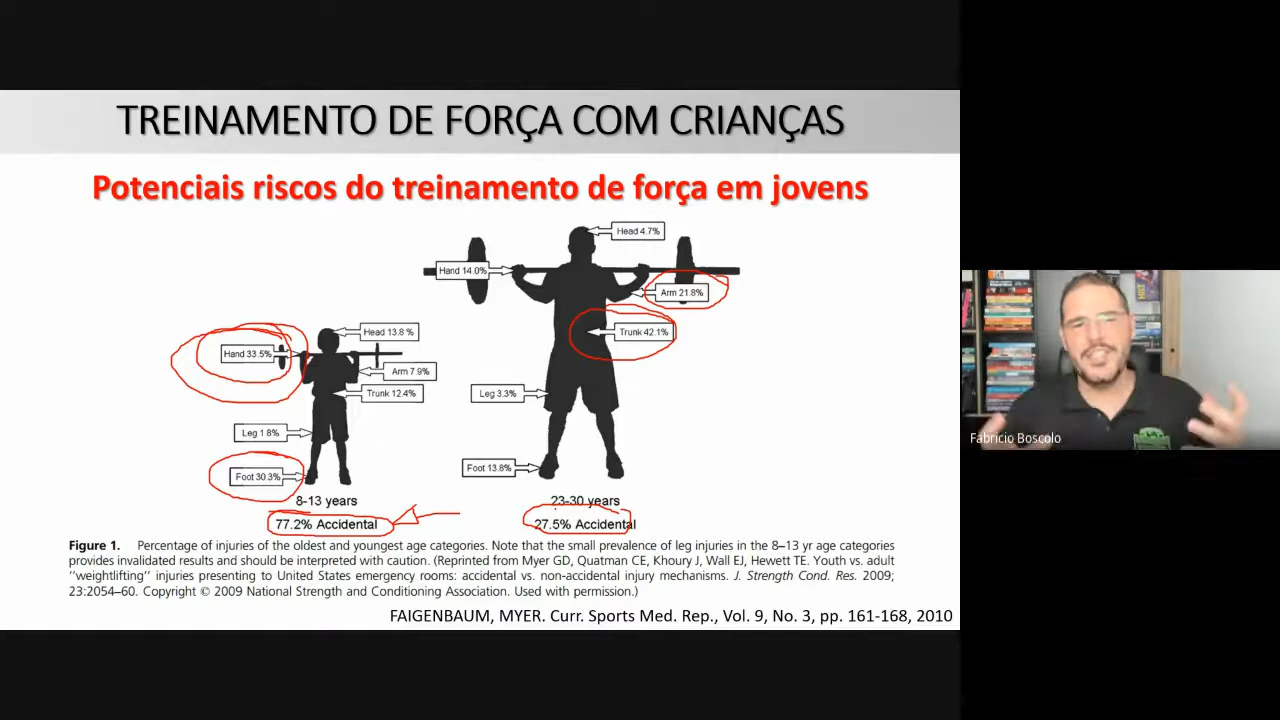 TREINAMENTO DE FORÇA COM CRIANÇAS
Potenciais riscos do treinamento de força em jovens
Head 4.7%
Hand 14.0%
Arm 21.8%
Trunk 42.1%
Leg 3.3%
Foot 13.8%
Head 13.8 %
Hand 33.5%
Arm 7.9%
Trunk 12.4%
Leg 1.8%
Foot 30.3%
8-13 years
77.2% Accidental
23-30 years
27.5% Accidental
Figure 1. Percentage of injuries of the oldest and youngest age categories. Note that the small prevalence of leg injuries in the 8–13 yr age categories
provides invalidated results and should be interpreted with caution. (Reprinted from Myer GD, Quatman CE, Khoury J, Wall EJ, Hewett TE. Youth vs. adult
‘‘weightlifting’’ injuries presenting to United States emergency rooms: accidental vs. non-accidental injury mechanisms. J. Strength Cond. Res. 2009;
23:2054–60. Copyright © 2009 National Strength and Conditioning Association. Used with permission.)
FAIGENBAUM, MYER. Curr. Sports Med. Rep., Vol. 9, No. 3, pp. 161-168, 2010
Fabrício Boscolo